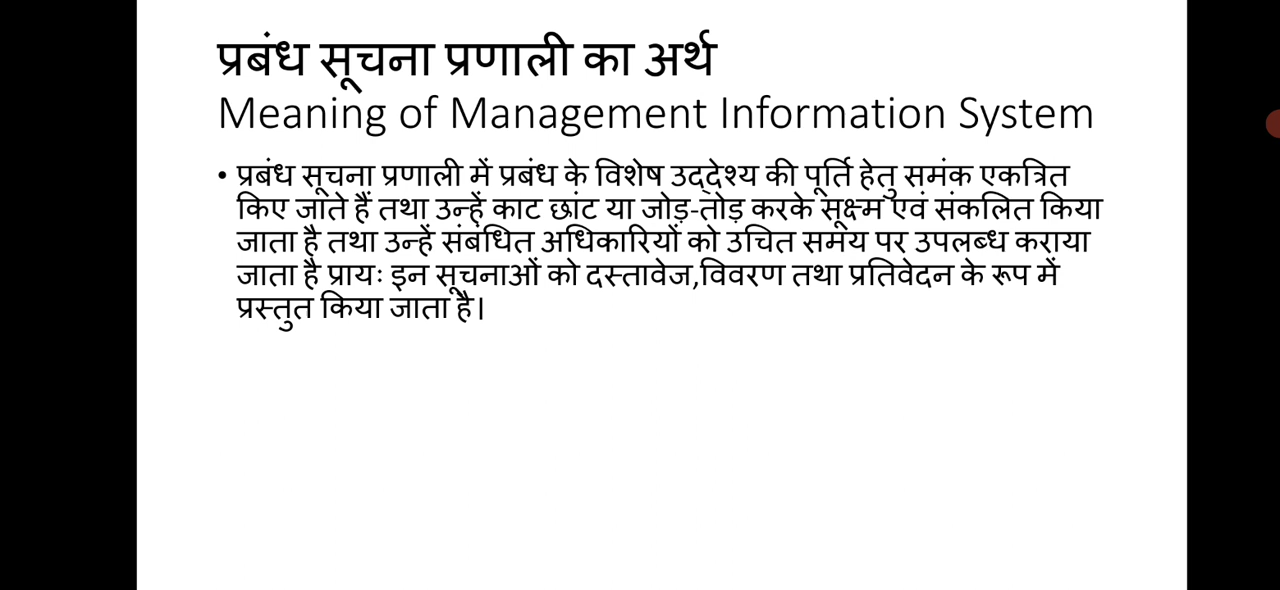 प्रबंध सूचना प्रणाली का अर्थ
Meaning of Management Information System
• प्रबंध सूचना प्रणाली में प्रबंध के विशेष उद्देश्य की पूर्ति हेतु समंक एकत्रित
किए जाते हैं तथा उन्हें काट छांट या जोड़-तोड़ करके सूक्ष्म एवं संकलित किया
जाता है तथा उन्हें संबंधित अधिकारियों को उचित समय पर उपलब्ध कराया
जाता है प्रायः इन सूचनाओं को दस्तावेज,विवरण तथा प्रतिवेदन के रूप में
प्रस्तुत किया जाता है।